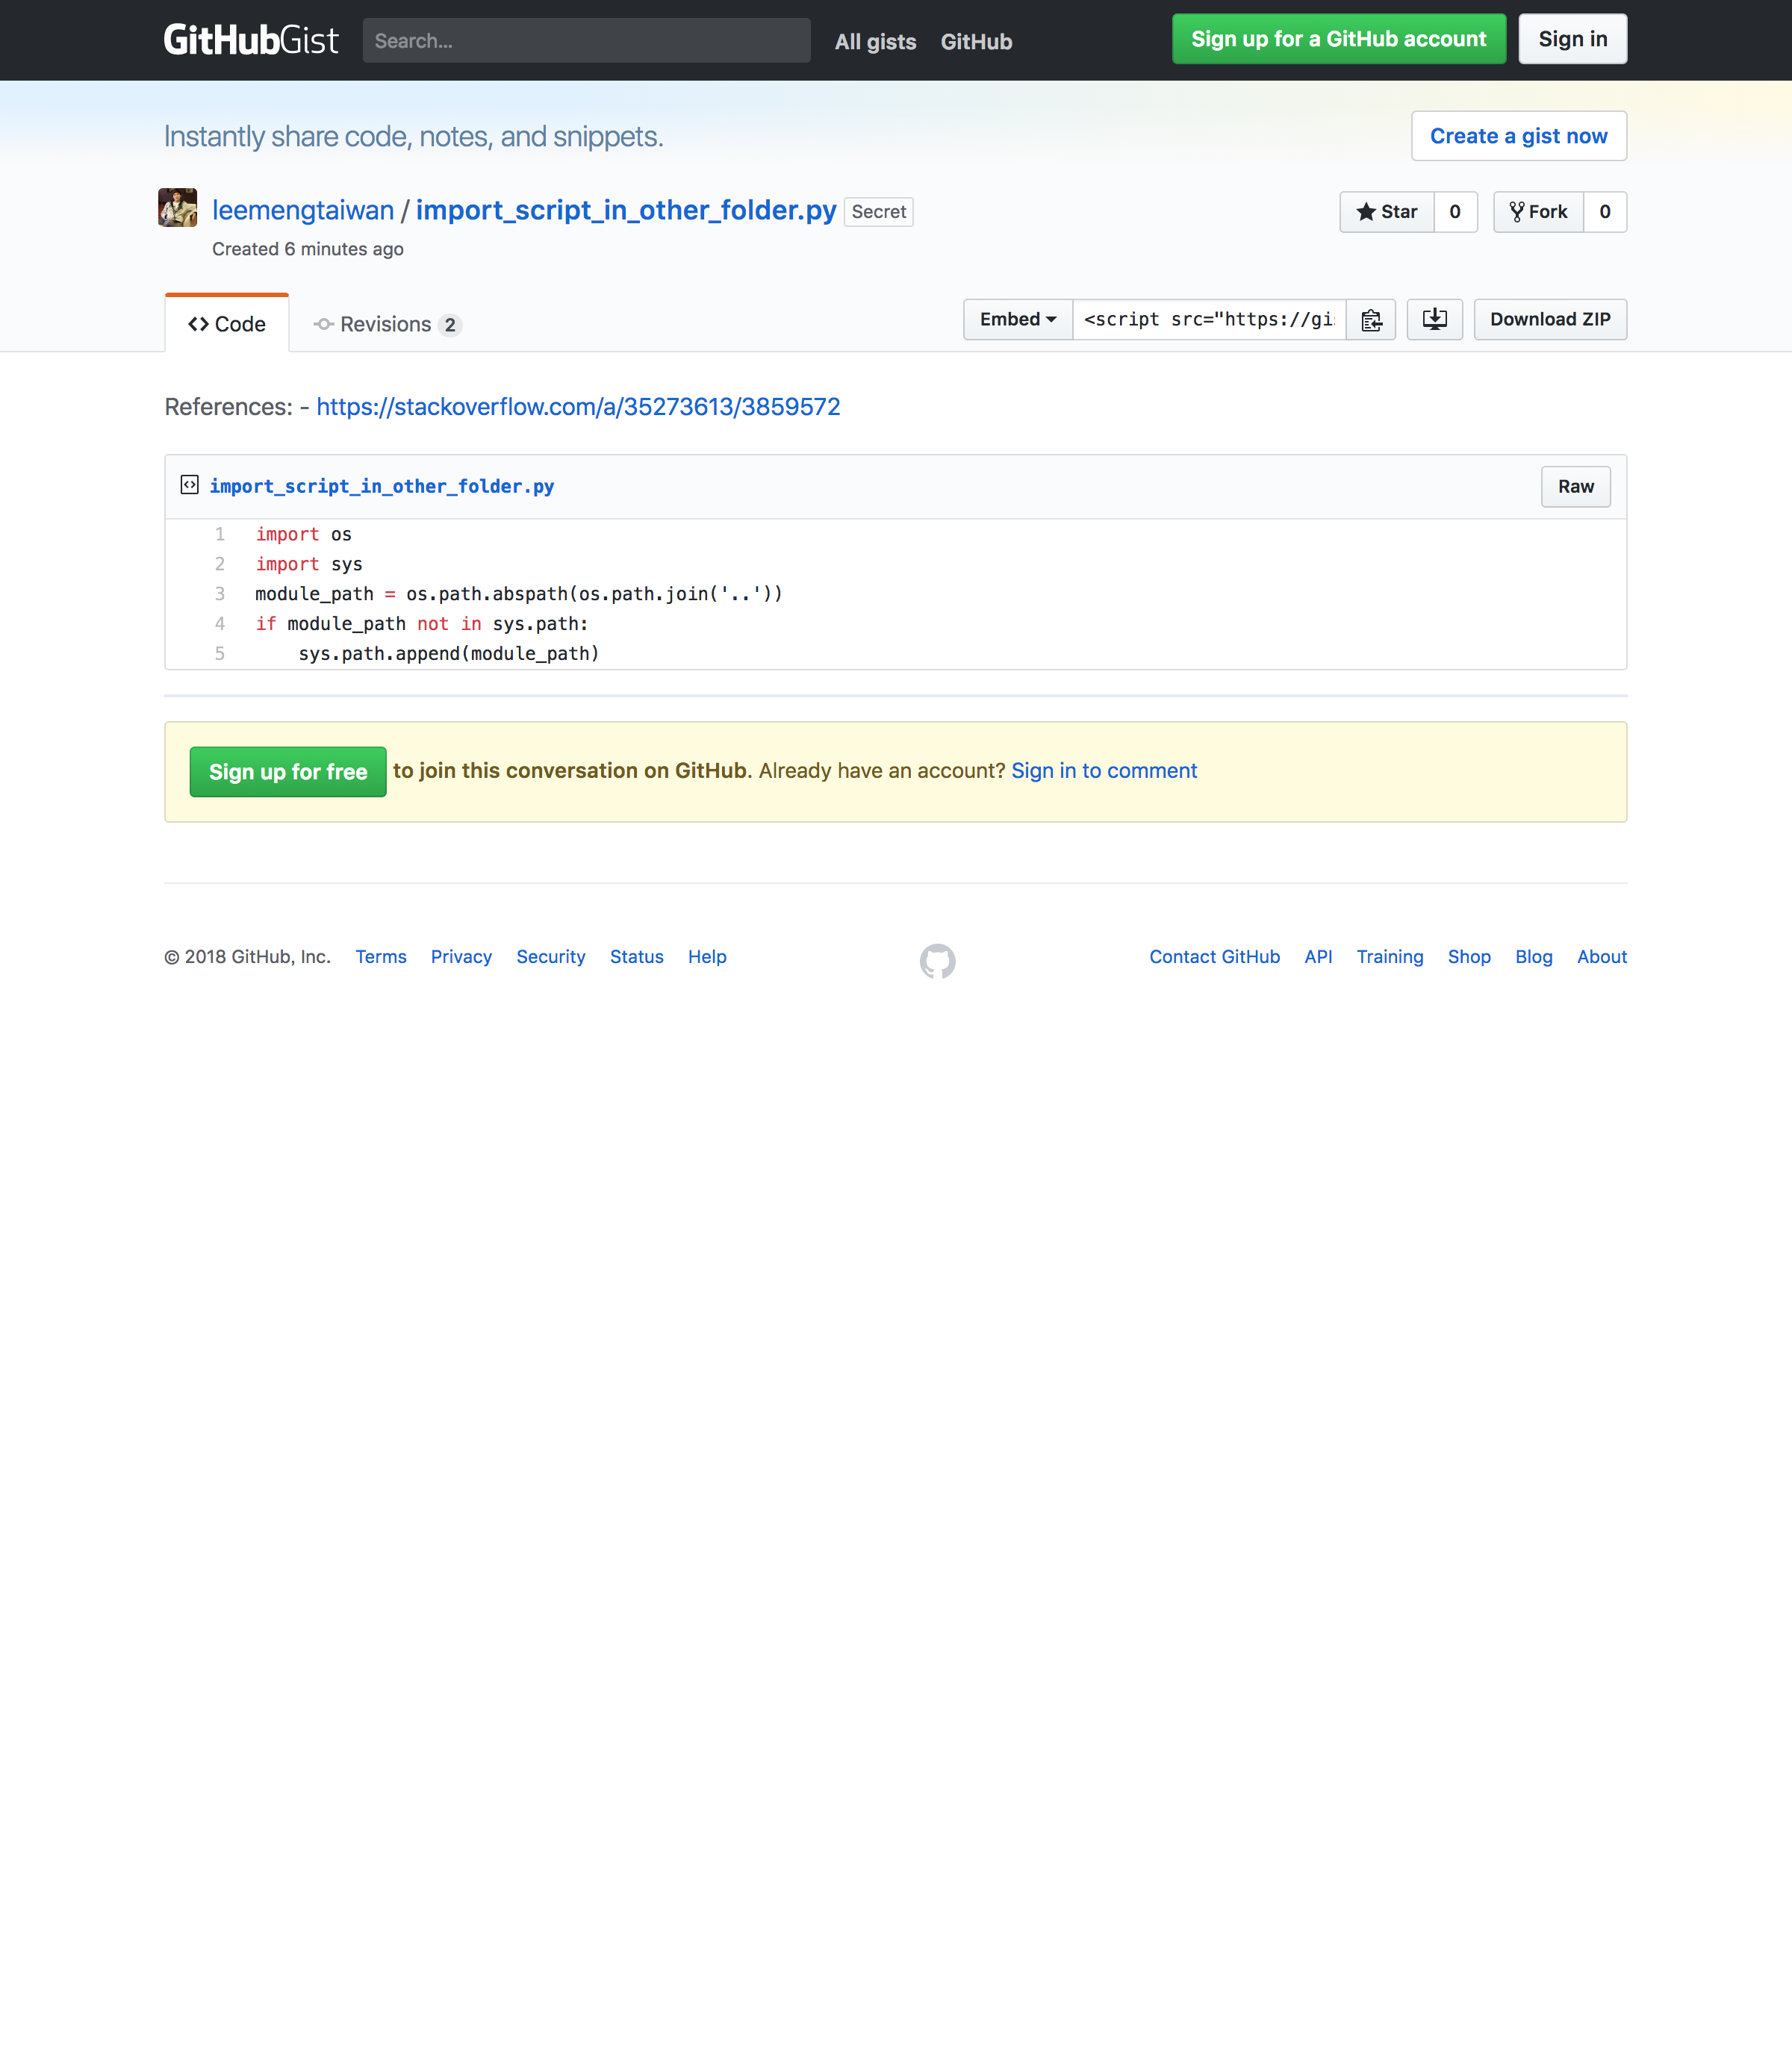 GitHubGist Search... All gists GitHub Sign up for a GitHub account Sign in
Instantly share code, notes, and snippets. Create a gist now
leemengtaiwan / import_script_in_other_folder.py Secret Star 0 Fork 0
Created 6 minutes ago
Code Revisions 2 Embed <script src="https://gi Download ZIP
References: - https://stackoverflow.com/a/35273613/3859572
import_script_in_other_folder.py Raw
1 import os
2 import sys
3 module_path = os.path.abspath(os.path.join('..'))
4 if module_path not in sys.path:
5     sys.path.append(module_path)
Sign up for free to join this conversation on GitHub. Already have an account? Sign in to comment
© 2018 GitHub, Inc. Terms Privacy Security Status Help Contact GitHub API Training Shop Blog About